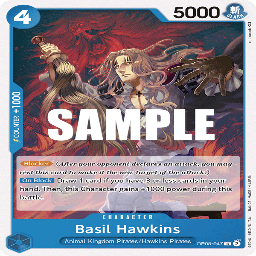 4
5000
COUNTER +1000
SAMPLE
Blocker (After your opponent declares an attack, you may
rest this card to make it the new target of the attack.)
On Block Draw 1 card if you have 3 or less cards in your
hand. Then, this Character gains +1000 power during this
battle.
CHARACTER
Basil Hawkins
Animal Kingdom Pirates/Hawkins Pirates